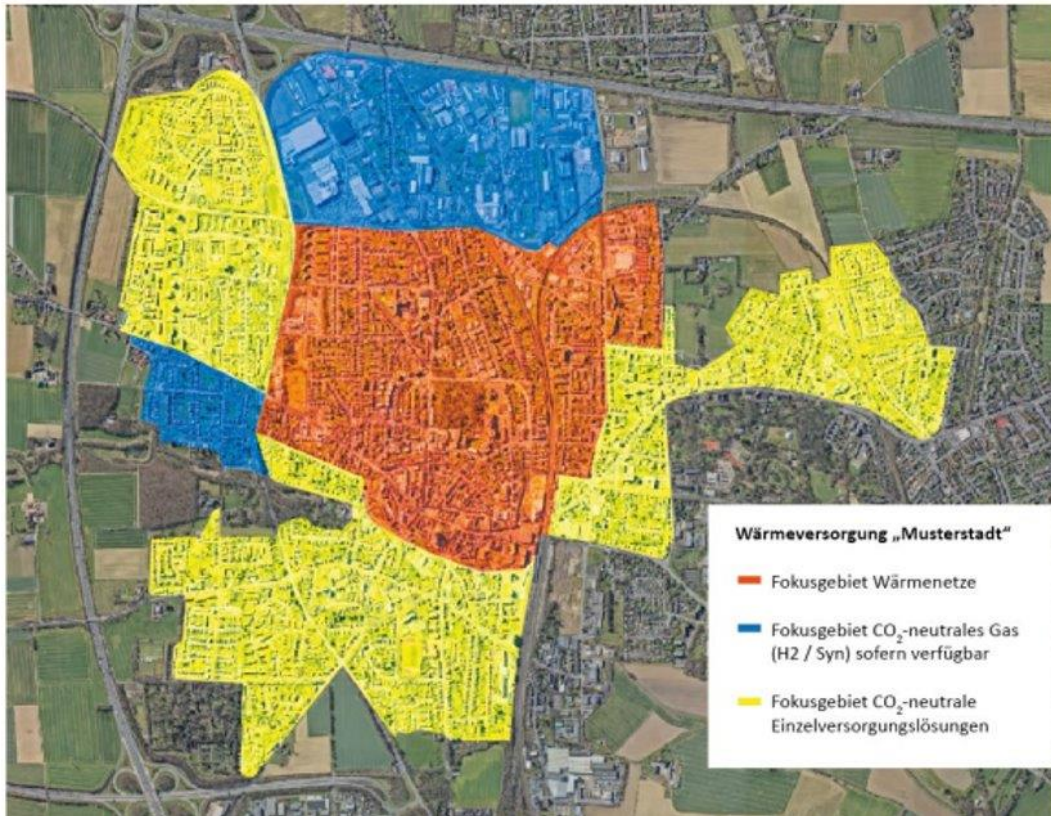 Wärmeversorgung „Musterstadt“
Fokusgebiet Wärmenetze
Fokusgebiet CO₂-neutrales Gas
(H2 / Syn) sofern verfügbar
Fokusgebiet CO₂-neutrale
Einzelversorgungslösungen